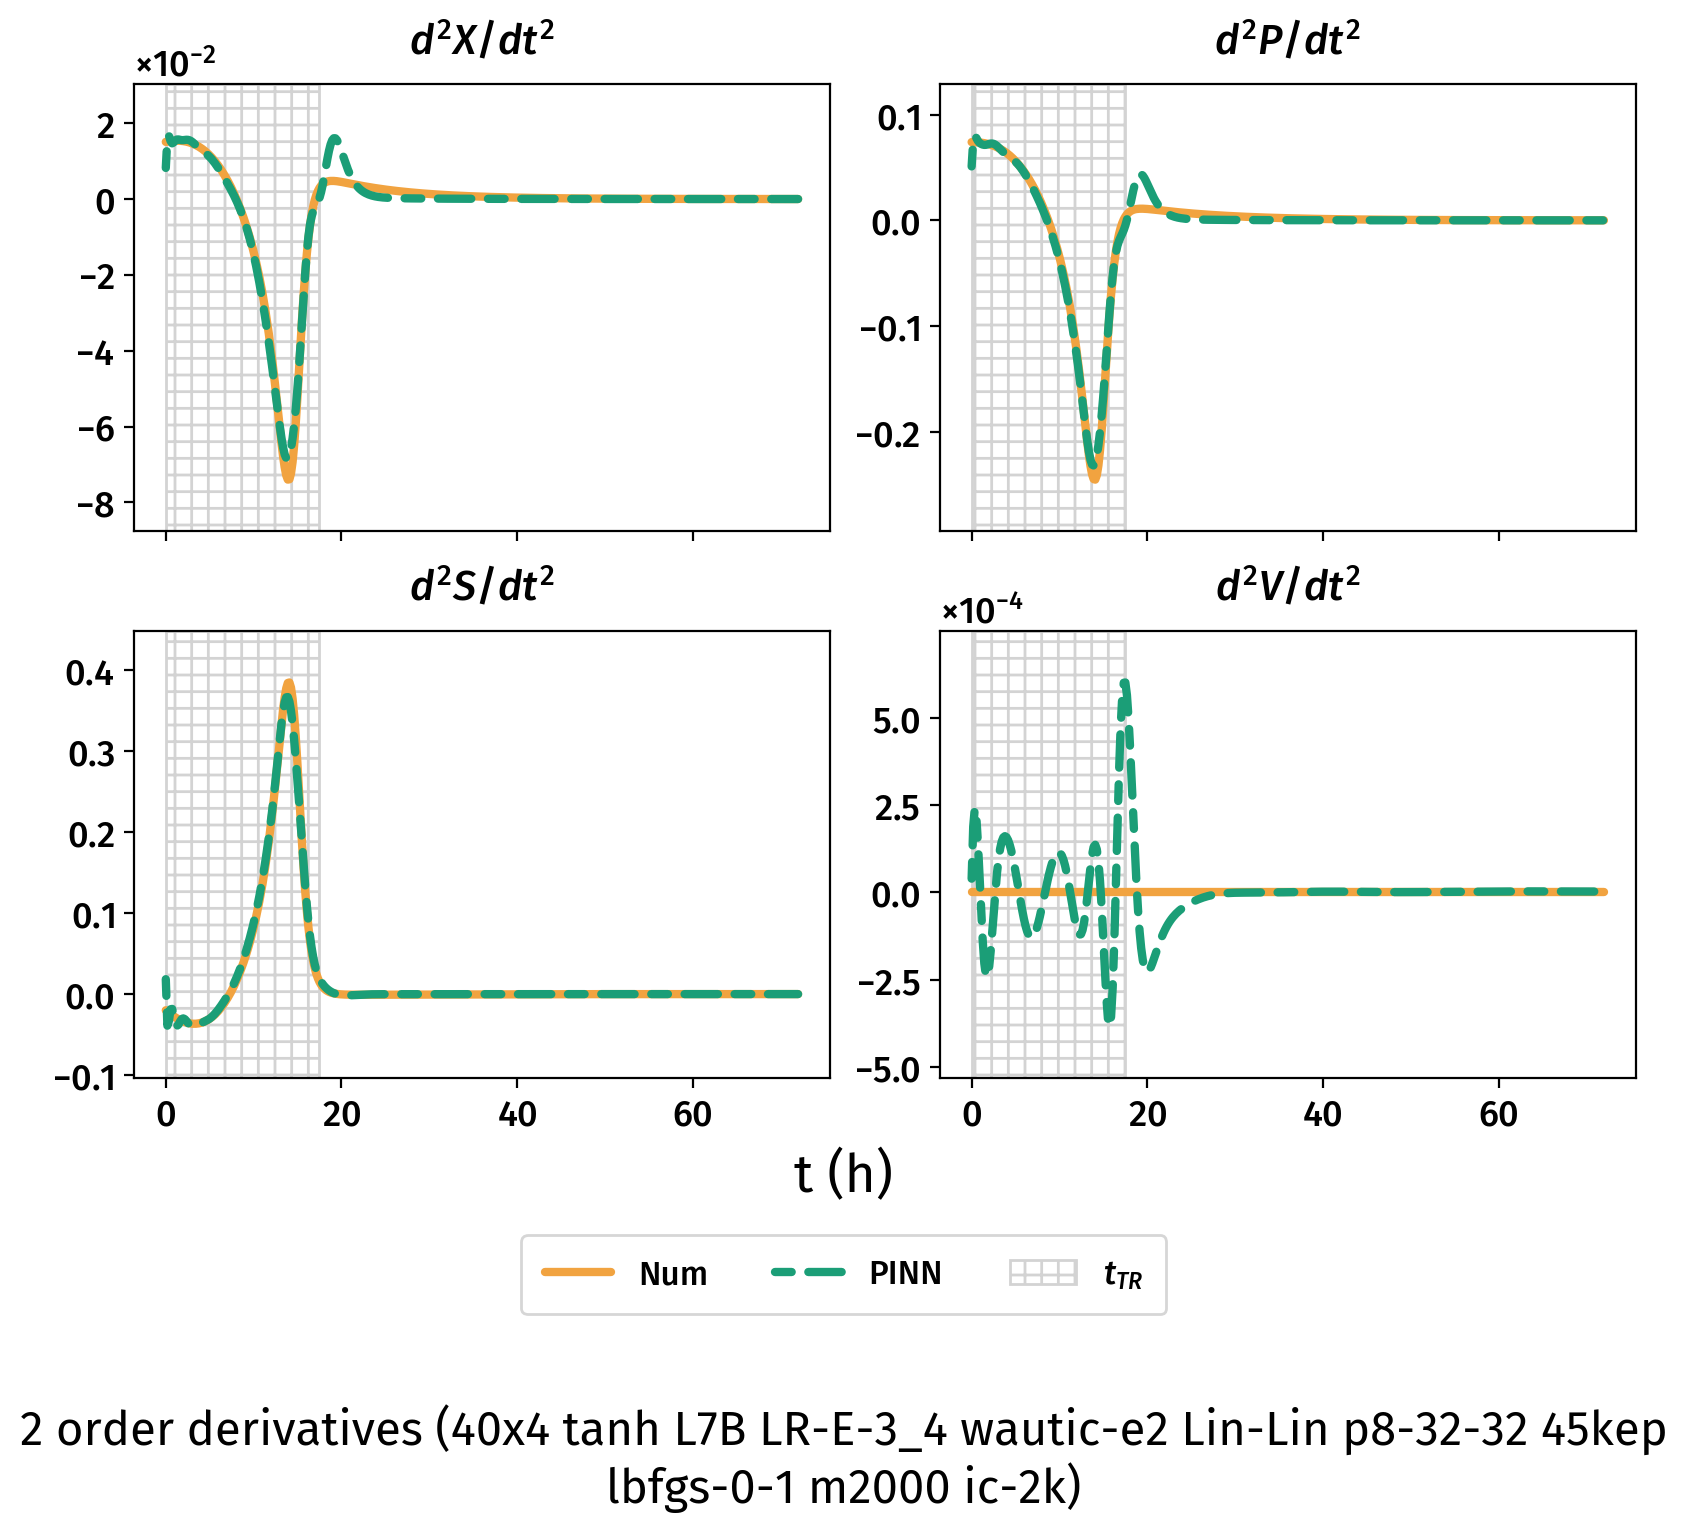 d²X/dt²
×10⁻²
2
0
−2
−4
−6
−8
d²P/dt²
0.1
0.0
−0.1
−0.2
d²S/dt²
0.4
0.3
0.2
0.1
0.0
−0.1
0 20 40 60
d²V/dt²
×10⁻⁴
5.0
2.5
0.0
−2.5
−5.0
0 20 40 60
t (h)
Num PINN t_TR
2 order derivatives (40x4 tanh L7B LR-E-3_4 wautic-e2 Lin-Lin p8-32-32 45kep
lbfgs-0-1 m2000 ic-2k)